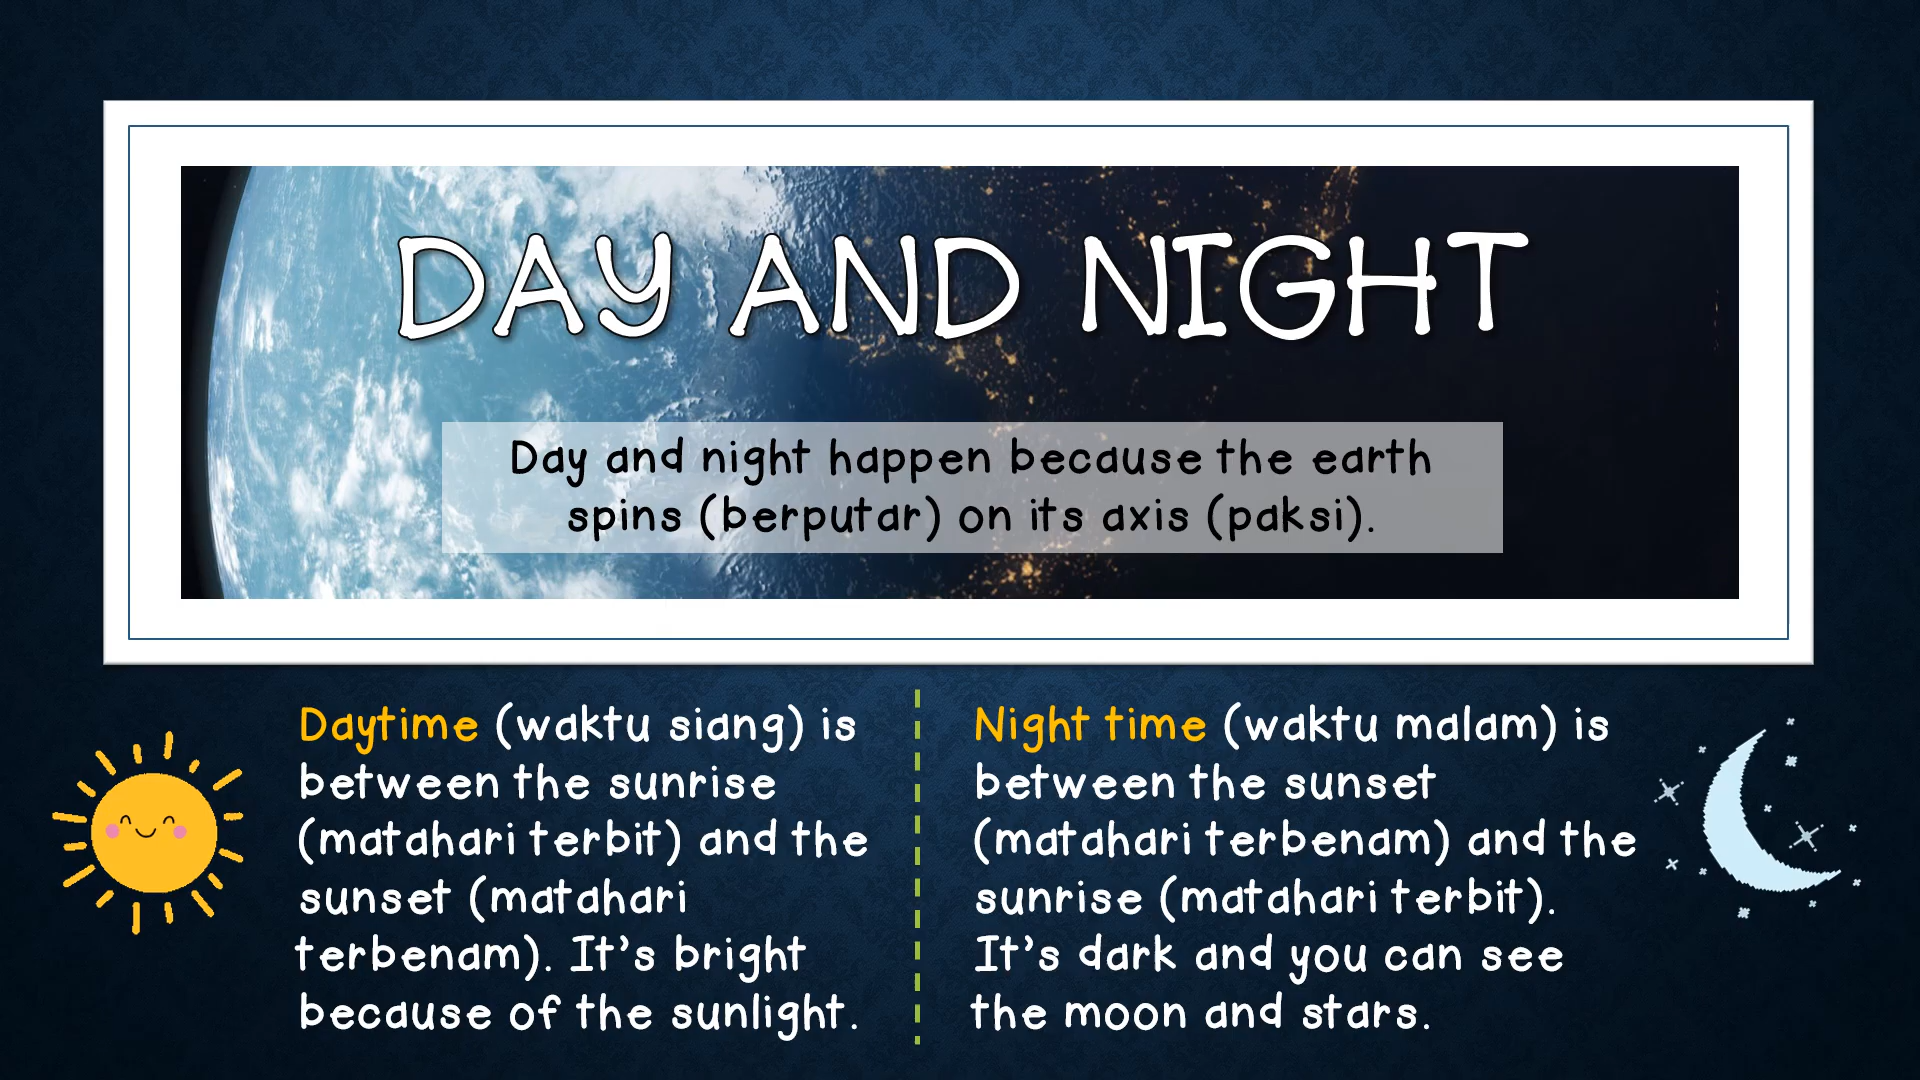 DAY AND NIGHT
Day and night happen because the earth
spins (berputar) on its axis (paksi).
Daytime (waktu siang) is
between the sunrise
(matahari terbit) and the
sunset (matahari
terbenam). It's bright
because of the sunlight.
Night time (waktu malam) is
between the sunset
(matahari terbenam) and the
sunrise (matahari terbit).
It's dark and you can see
the moon and stars.